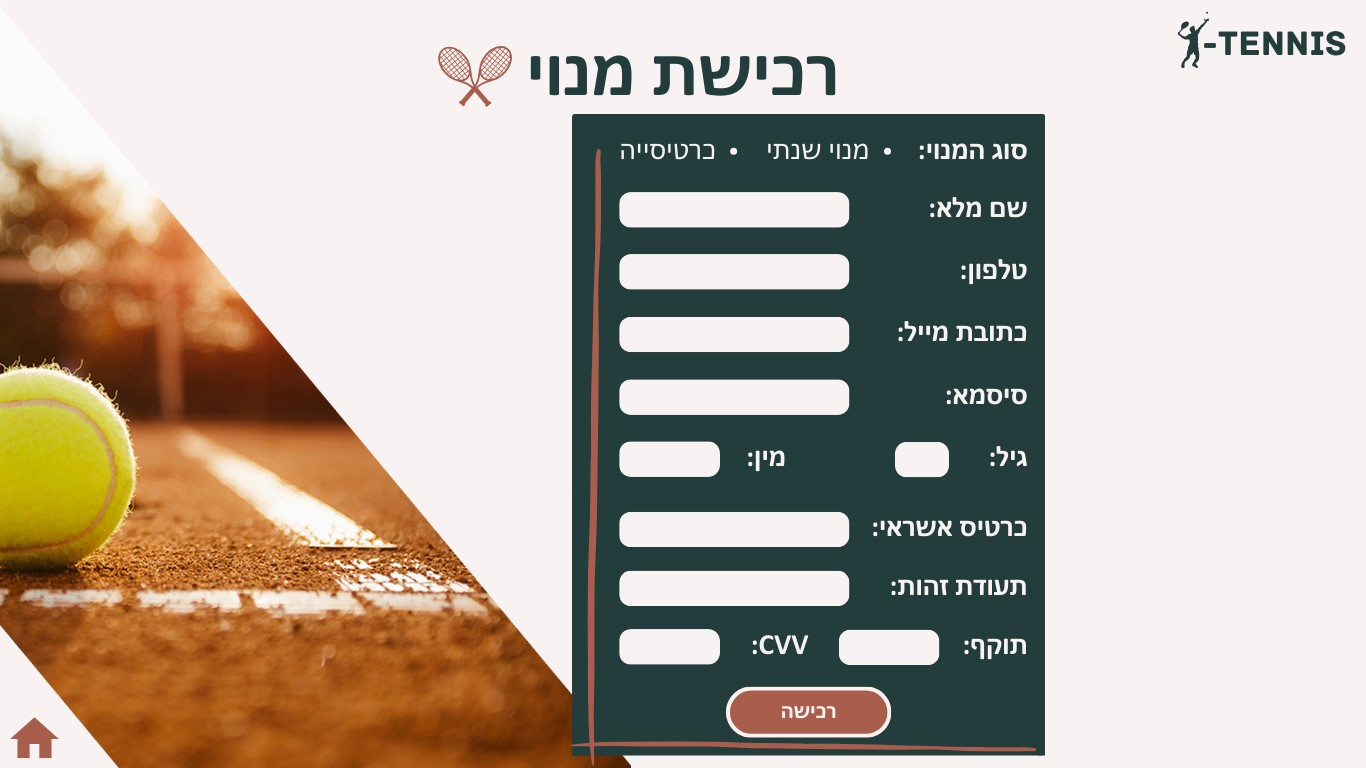 -TENNIS
רכישת מנוי
סוג המנוי: • מנוי שנתי • כרטיסייה
שם מלא:
טלפון:
כתובת מייל:
סיסמא:
גיל: מין:
כרטיס אשראי:
תעודת זהות:
תוקף: CVV:
רכישה